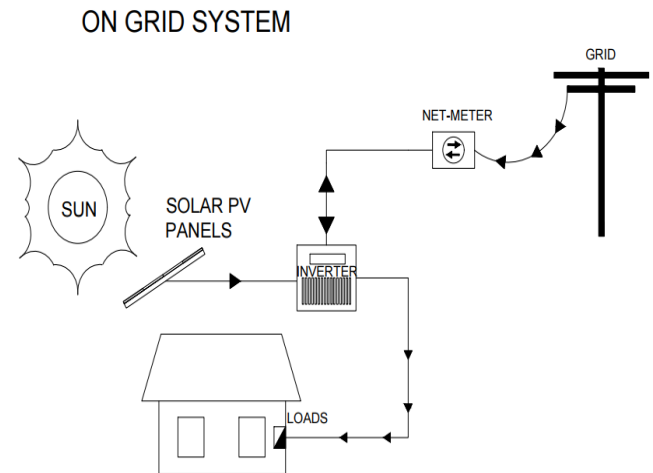 ON GRID SYSTEM
GRID
NET-METER
SUN
SOLAR PV
PANELS
INVERTER
LOADS